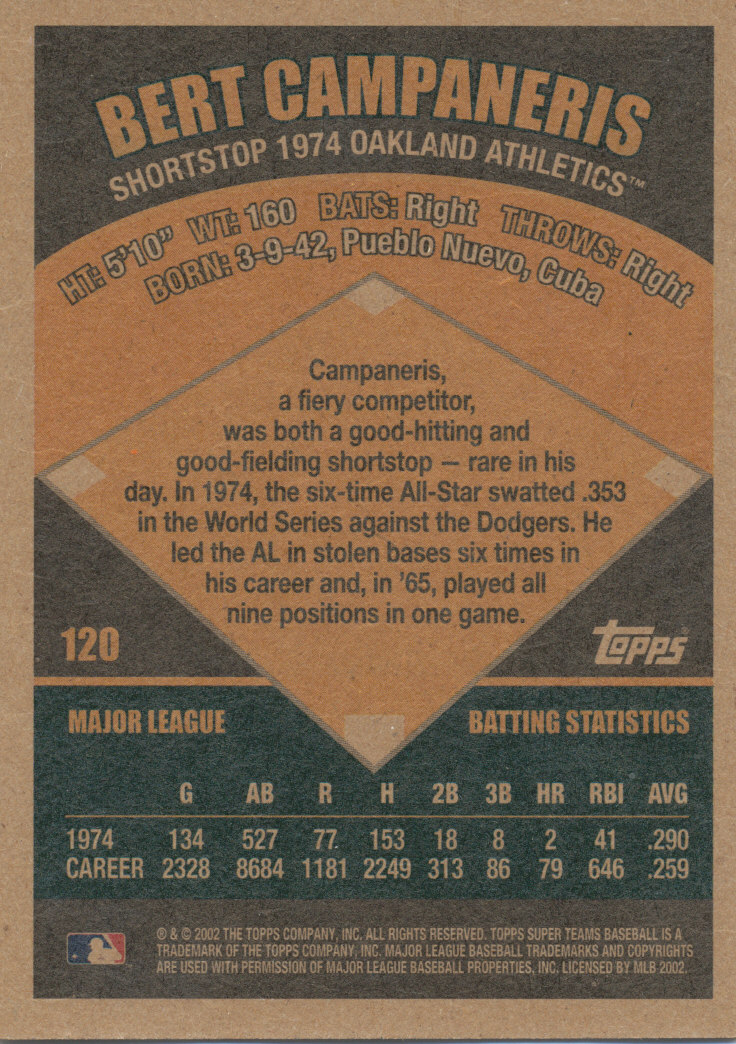 BERT CAMPANERIS
SHORTSTOP 1974 OAKLAND ATHLETICS™
HT: 5'10" WT: 160 BATS: Right THROWS: Right
BORN: 3-9-42, Pueblo Nuevo, Cuba
Campaneris,
a fiery competitor,
was both a good-hitting and
good-fielding shortstop — rare in his
day. In 1974, the six-time All-Star swatted .353
in the World Series against the Dodgers. He
led the AL in stolen bases six times in
his career and, in '65, played all
nine positions in one game.
120
Topps®
MAJOR LEAGUE BATTING STATISTICS
G AB R H 2B 3B HR RBI AVG
1974 134 527 77 153 18 8 2 41 .290
CAREER 2328 8684 1181 2249 313 86 79 646 .259
® & © 2002 THE TOPPS COMPANY, INC. ALL RIGHTS RESERVED. TOPPS SUPER TEAMS BASEBALL IS A
TRADEMARK OF THE TOPPS COMPANY, INC. MAJOR LEAGUE BASEBALL TRADEMARKS AND COPYRIGHTS
ARE USED WITH PERMISSION OF MAJOR LEAGUE BASEBALL PROPERTIES, INC. LICENSED BY MLB 2002.